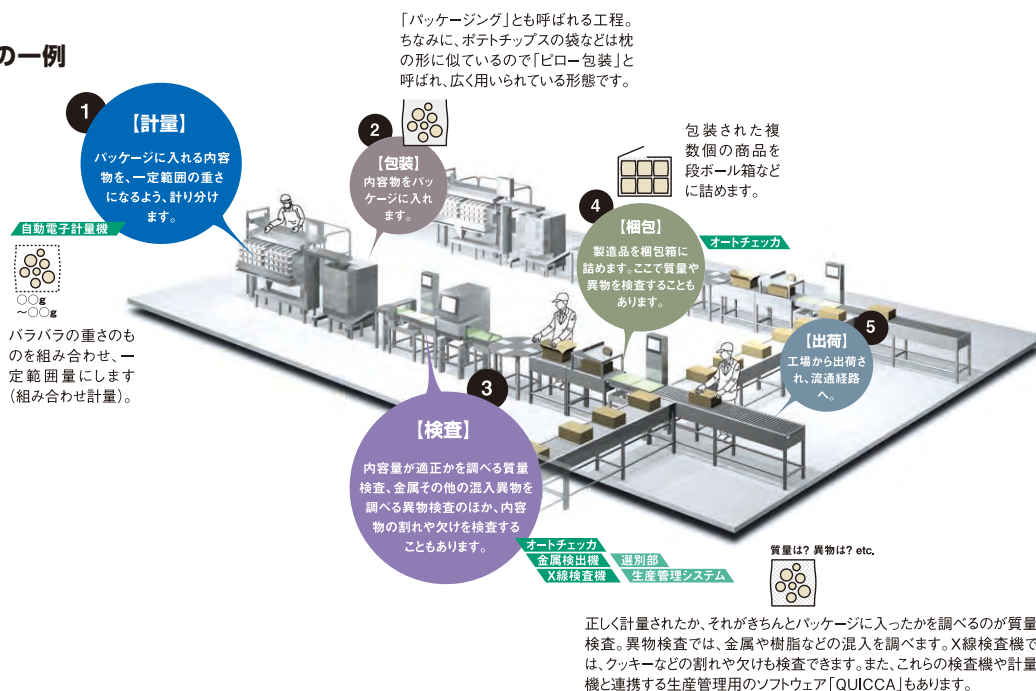 の一例
「パッケージング」とも呼ばれる工程。
ちなみに、ポテトチップスの袋などは枕
の形に似ているので「ピロー包装」と
呼ばれ、広く用いられている形態です。
1
【計量】
パッケージに入れる内容
物を、一定範囲の重さ
になるよう、計り分け
ます。
自動電子計量機
○○g
～○○g
バラバラの重さのも
のを組み合わせ、一
定範囲量にします
(組み合わせ計量)。
2
【包装】
内容物をパッ
ケージに入れ
ます。
包装された複
数個の商品を
段ボール箱など
に詰めます。
4
【梱包】
製造品を梱包箱に
詰めます。ここで質量や
異物を検査することも
あります。
オートチェッカ
5
【出荷】
工場から出荷さ
れ、流通経路
へ。
3
【検査】
内容量が適正かを調べる質量
検査、金属その他の混入異物を
調べる異物検査のほか、内容
物の割れや欠けを検査する
こともあります。
オートチェッカ
金属検出機 選別部
X線検査機 生産管理システム
質量は? 異物は? etc.
正しく計量されたか、それがきちんとパッケージに入ったかを調べるのが質量
検査。異物検査では、金属や樹脂などの混入を調べます。X線検査機で
は、クッキーなどの割れや欠けも検査できます。また、これらの検査機や計量
機と連携する生産管理用のソフトウェア「QUICCA」もあります。